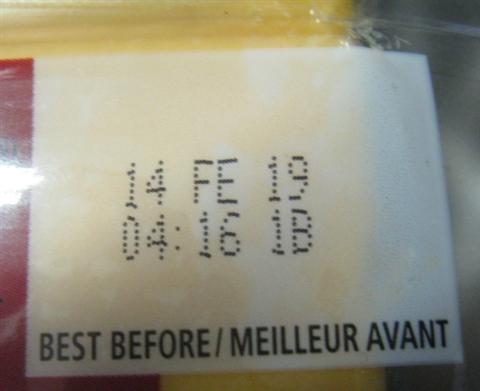 14 FE 19
04:16 1B
BEST BEFORE / MEILLEUR AVANT